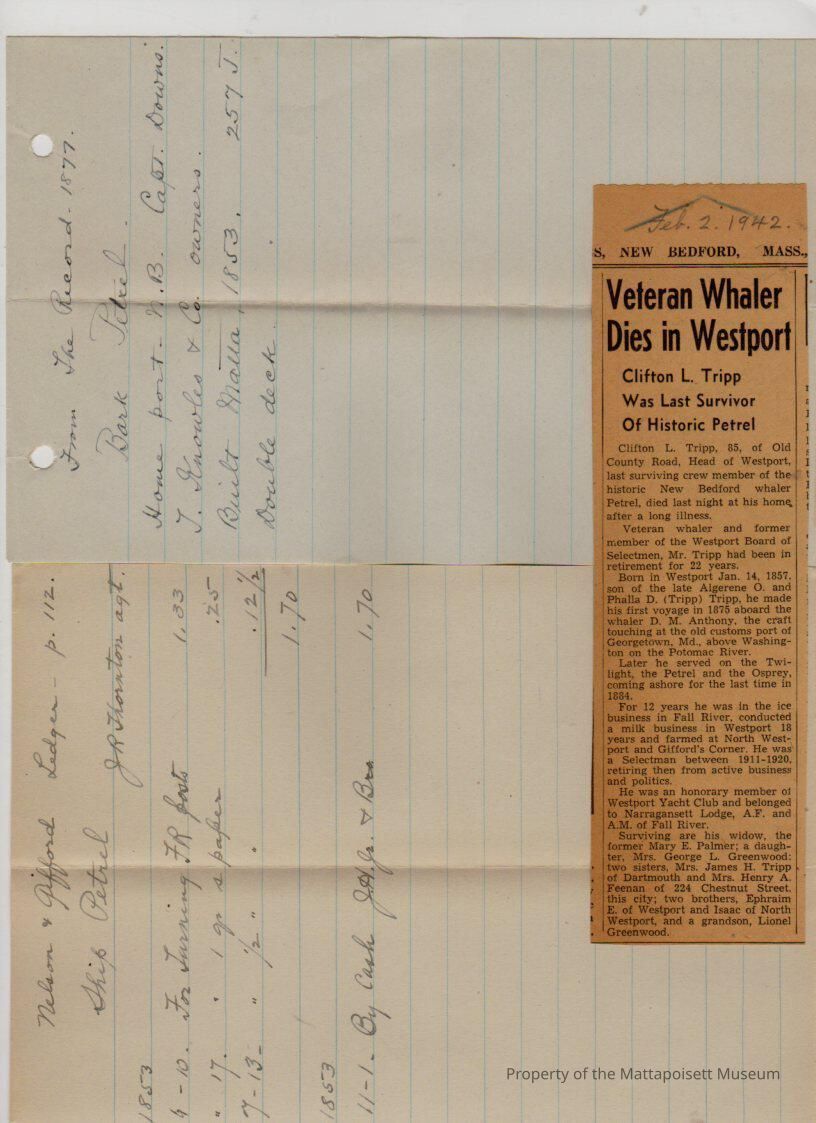 From The Record. 1877.
Bark Petrel.
Home port - N.B. Capt. Downs.
T. Knowles & Co. owners.
Built Matta. 1853. 257 T.
Double deck.
Nelson & Gifford Ledger - p. 112.
Ship Petrel J R Thornton agt.
1853
4 - 10. For Turning FR posts 1.33
" 17. " 1 qr s paper .25
7 - 13 - " 1/2 " " .12 1/2
1.70
1853
11 - 1 - By Cash Jr. & Bro 1.70
Feb. 2. 1942.
S, NEW BEDFORD, MASS.,
Veteran Whaler
Dies in Westport
Clifton L. Tripp
Was Last Survivor
Of Historic Petrel
Clifton L. Tripp, 85, of Old
County Road, Head of Westport,
last surviving crew member of the
historic New Bedford whaler
Petrel, died last night at his home
after a long illness.
Veteran whaler and former
member of the Westport Board of
Selectmen, Mr. Tripp had been in
retirement for 22 years.
Born in Westport Jan. 14, 1857,
son of the late Algerene O. and
Phalla D. (Tripp) Tripp, he made
his first voyage in 1875 aboard the
whaler D. M. Anthony, the craft
touching at the old customs port of
Georgetown, Md., above Washing-
ton on the Potomac River.
Later he served on the Twi-
light, the Petrel and the Osprey,
coming ashore for the last time in
1884.
For 12 years he was in the ice
business in Fall River, conducted
a milk business in Westport 18
years and farmed at North West-
port and Gifford's Corner. He was
a Selectman between 1911-1920,
retiring then from active business
and politics.
He was an honorary member of
Westport Yacht Club and belonged
to Narragansett Lodge, A.F. and
A.M. of Fall River.
Surviving are his widow, the
former Mary E. Palmer; a daugh-
ter, Mrs. George L. Greenwood;
two sisters, Mrs. James H. Tripp
of Dartmouth and Mrs. Henry A.
Feenan of 224 Chestnut Street,
this city; two brothers, Ephraim
E. of Westport and Isaac of North
Westport, and a grandson, Lionel
Greenwood.
Property of the Mattapoisett Museum